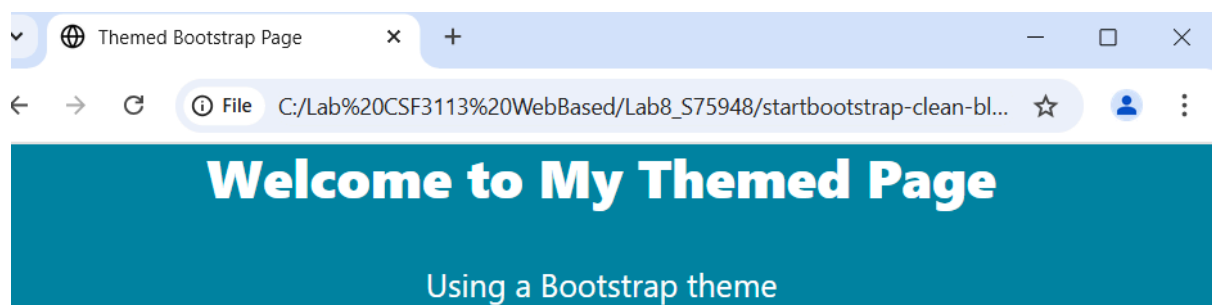 Themed Bootstrap Page
File C:/Lab%20CSF3113%20WebBased/Lab8_S75948/startbootstrap-clean-bl...
Welcome to My Themed Page
Using a Bootstrap theme